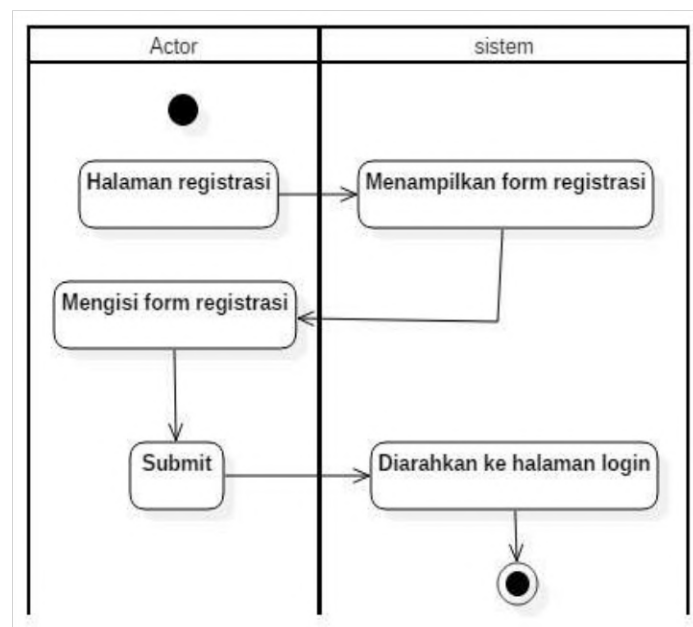 Actor
sistem
Halaman registrasi
Menampilkan form registrasi
Mengisi form registrasi
Submit
Diarahkan ke halaman login